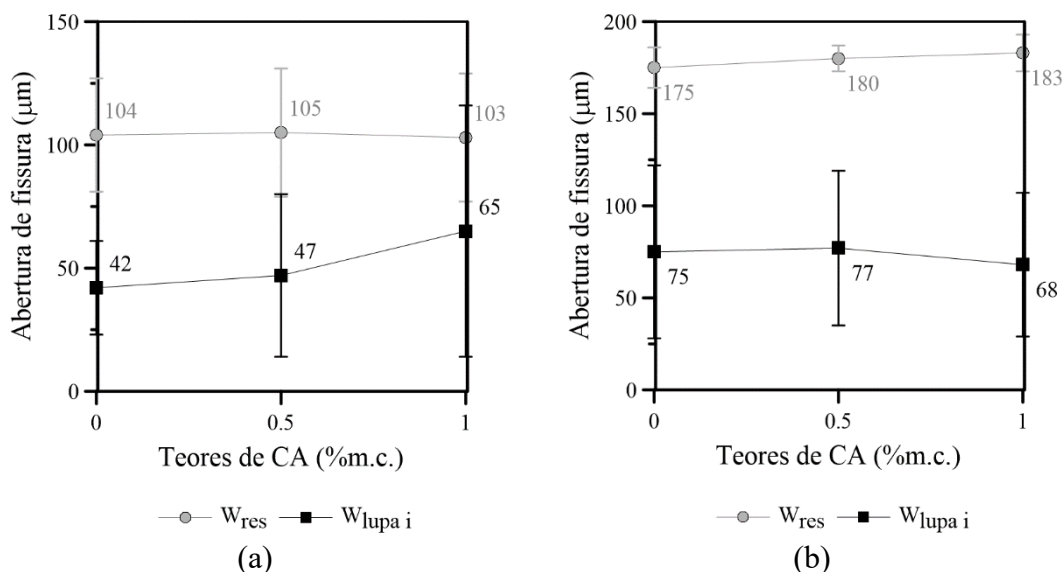 Abertura de fissura (μm)
150
100
50
0
104
105
103
42
47
65
0
0.5
1
Teores de CA (%m.c.)
Wres
Wlupa i
(a)
Abertura de fissura (μm)
200
150
100
50
0
175
180
183
75
77
68
0
0.5
1
Teores de CA (%m.c.)
Wres
Wlupa i
(b)